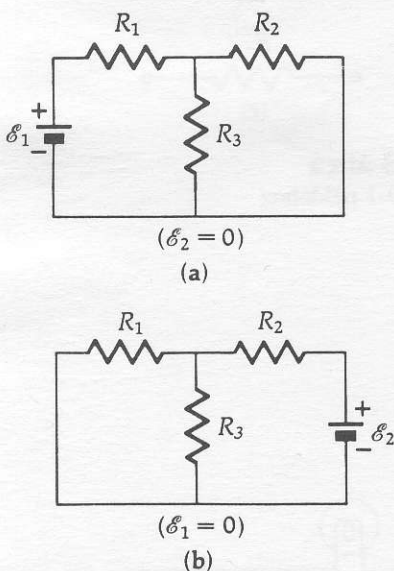 R₁ R₂
+
ℰ₁
R₃
−
(ℰ₂ = 0)
(a)
R₁ R₂
+
R₃
ℰ₂
−
(ℰ₁ = 0)
(b)